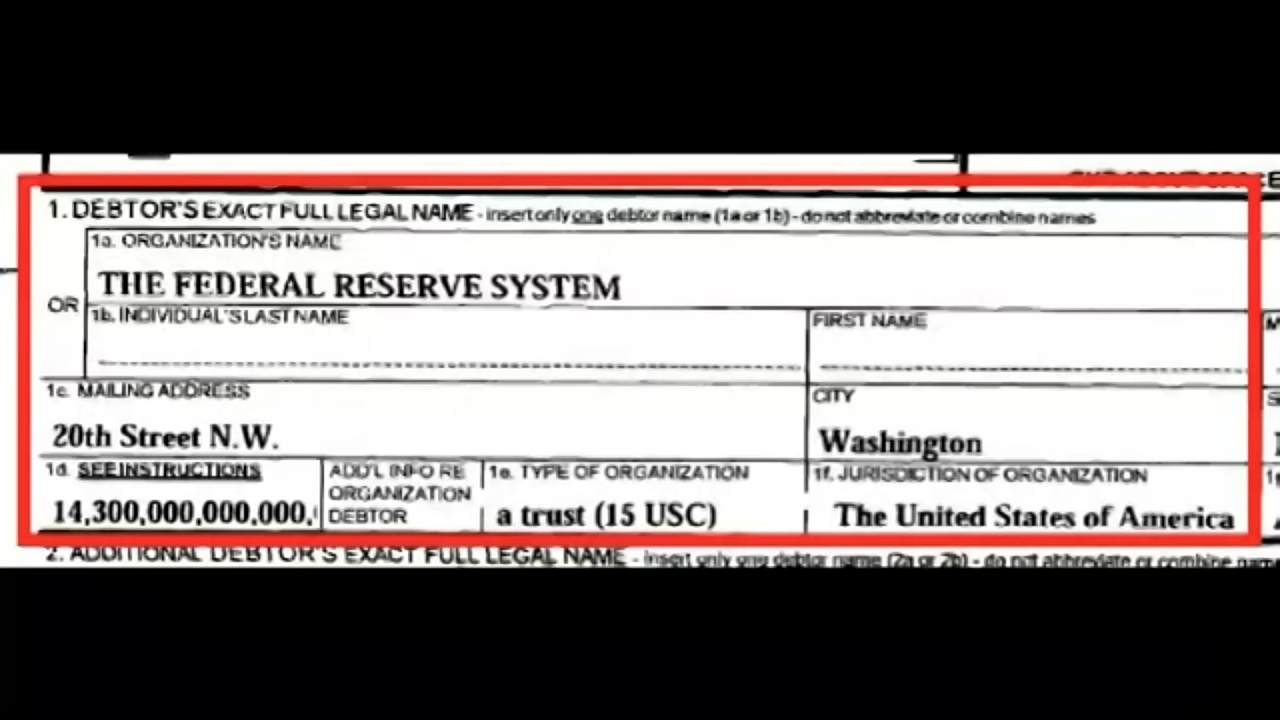 1. DEBTOR'S EXACT FULL LEGAL NAME - insert only one debtor name (1a or 1b) - do not abbreviate or combine names
1a. ORGANIZATION'S NAME
THE FEDERAL RESERVE SYSTEM
OR
1b. INDIVIDUAL'S LAST NAME
FIRST NAME
1c. MAILING ADDRESS
CITY
20th Street N.W.
Washington
1d. SEE INSTRUCTIONS
ADD'L INFO RE
ORGANIZATION
DEBTOR
1e. TYPE OF ORGANIZATION
1f. JURISDICTION OF ORGANIZATION
14,300,000,000,000.
a trust (15 USC)
The United States of America
2. ADDITIONAL DEBTOR'S EXACT FULL LEGAL NAME - insert only one debtor name (2a or 2b) - do not abbreviate or combine